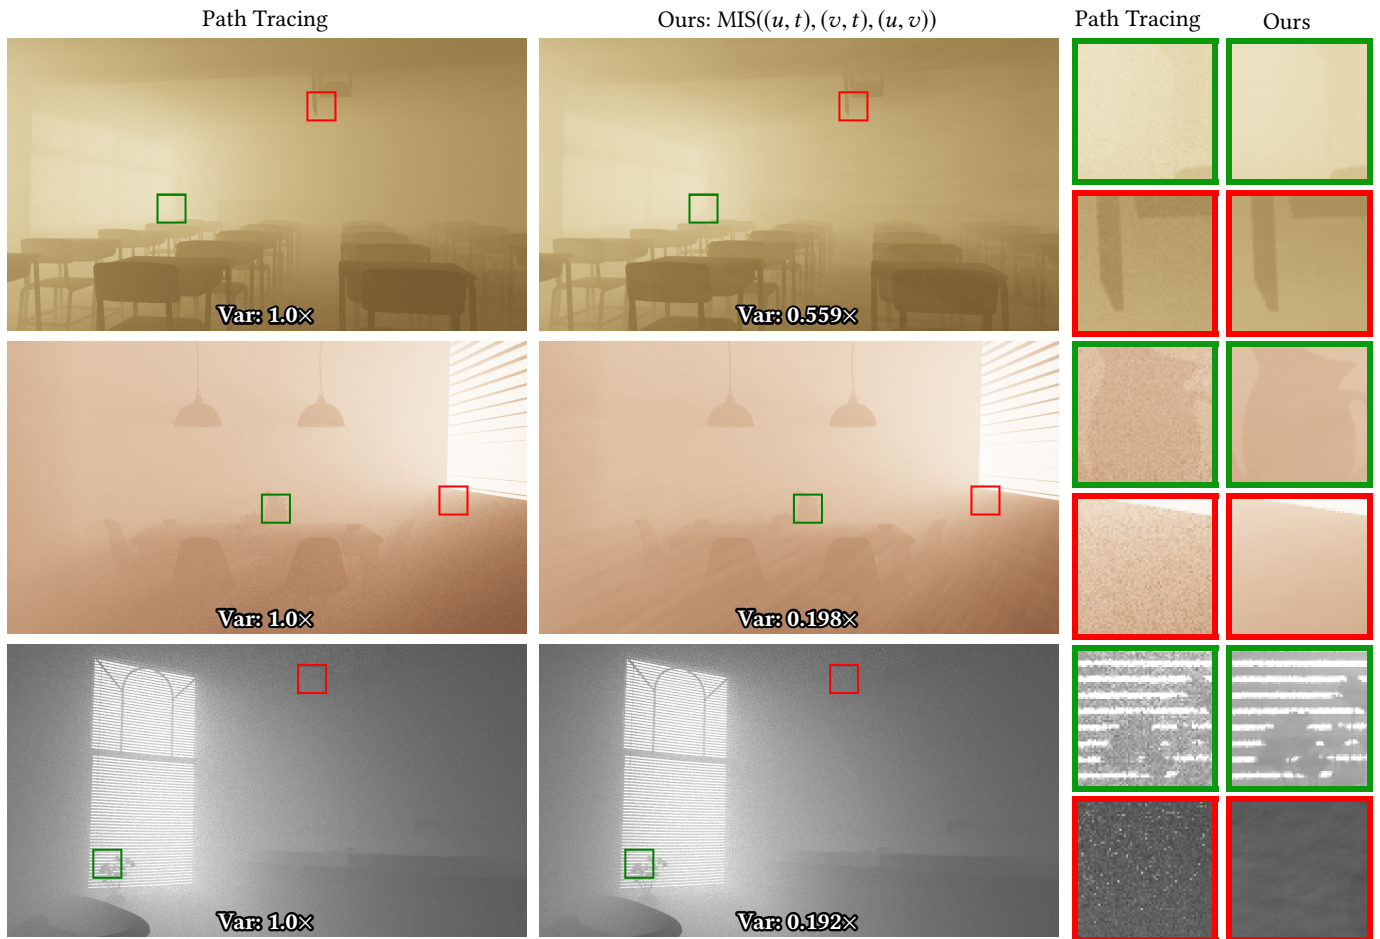 Path Tracing
Ours: MIS((u, t), (v, t), (u, v))
Path Tracing
Ours
Var: 1.0×
Var: 0.559×
Var: 1.0×
Var: 0.198×
Var: 1.0×
Var: 0.192×